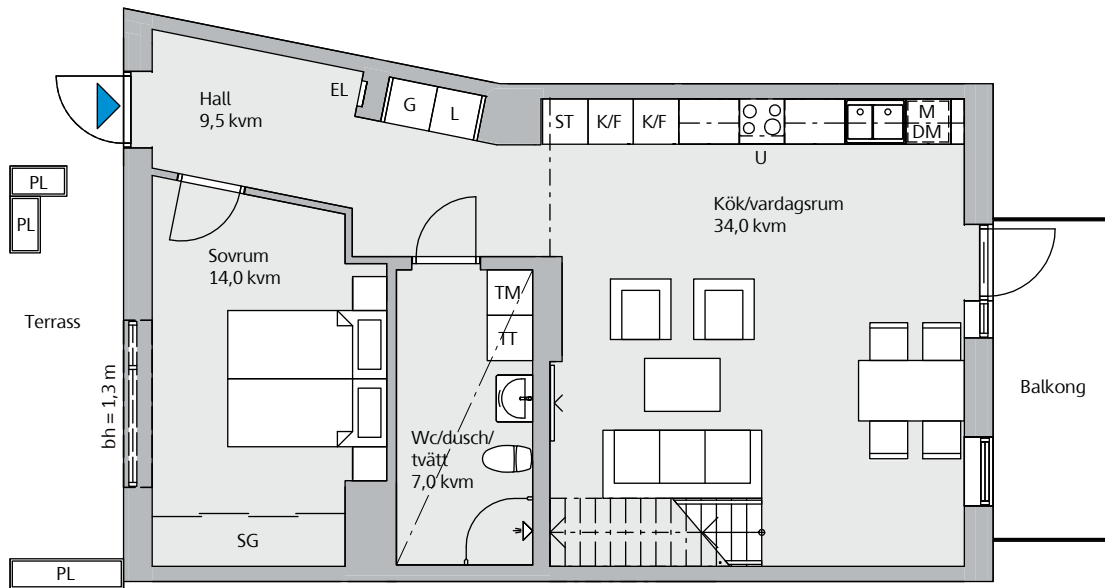 Hall
9,5 kvm
EL
G
L
ST
K/F
K/F
M
DM
U
PL
PL
Kök/vardagsrum
34,0 kvm
Sovrum
14,0 kvm
TM
TT
Terrass
bh = 1,3 m
Balkong
Wc/dusch/
tvätt
7,0 kvm
SG
PL